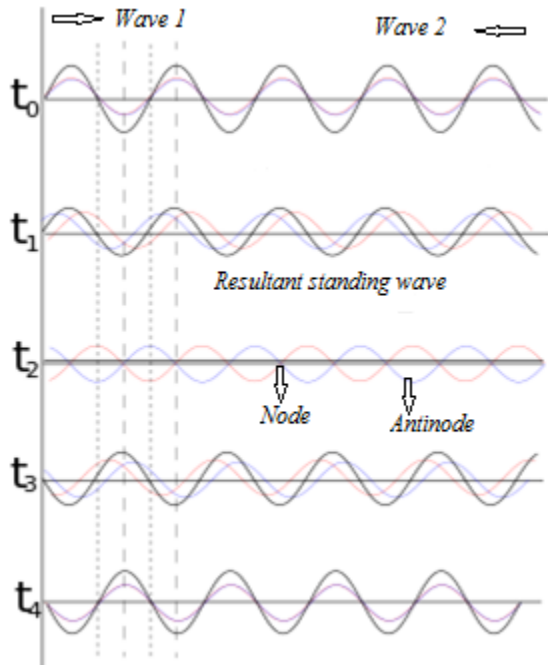 Wave 1
Wave 2
t0
t1
Resultant standing wave
t2
Node
Antinode
t3
t4